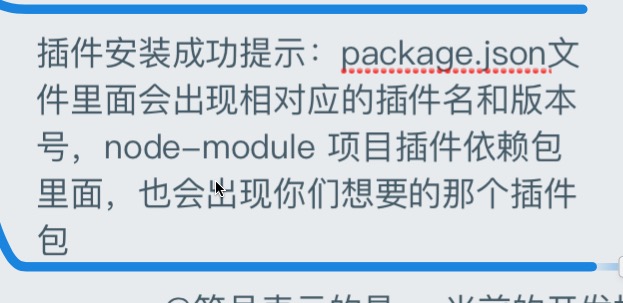 插件安装成功提示：package.json文
件里面会出现相对应的插件名和版本
号，node-module 项目插件依赖包
里面，也会出现你们想要的那个插件
包